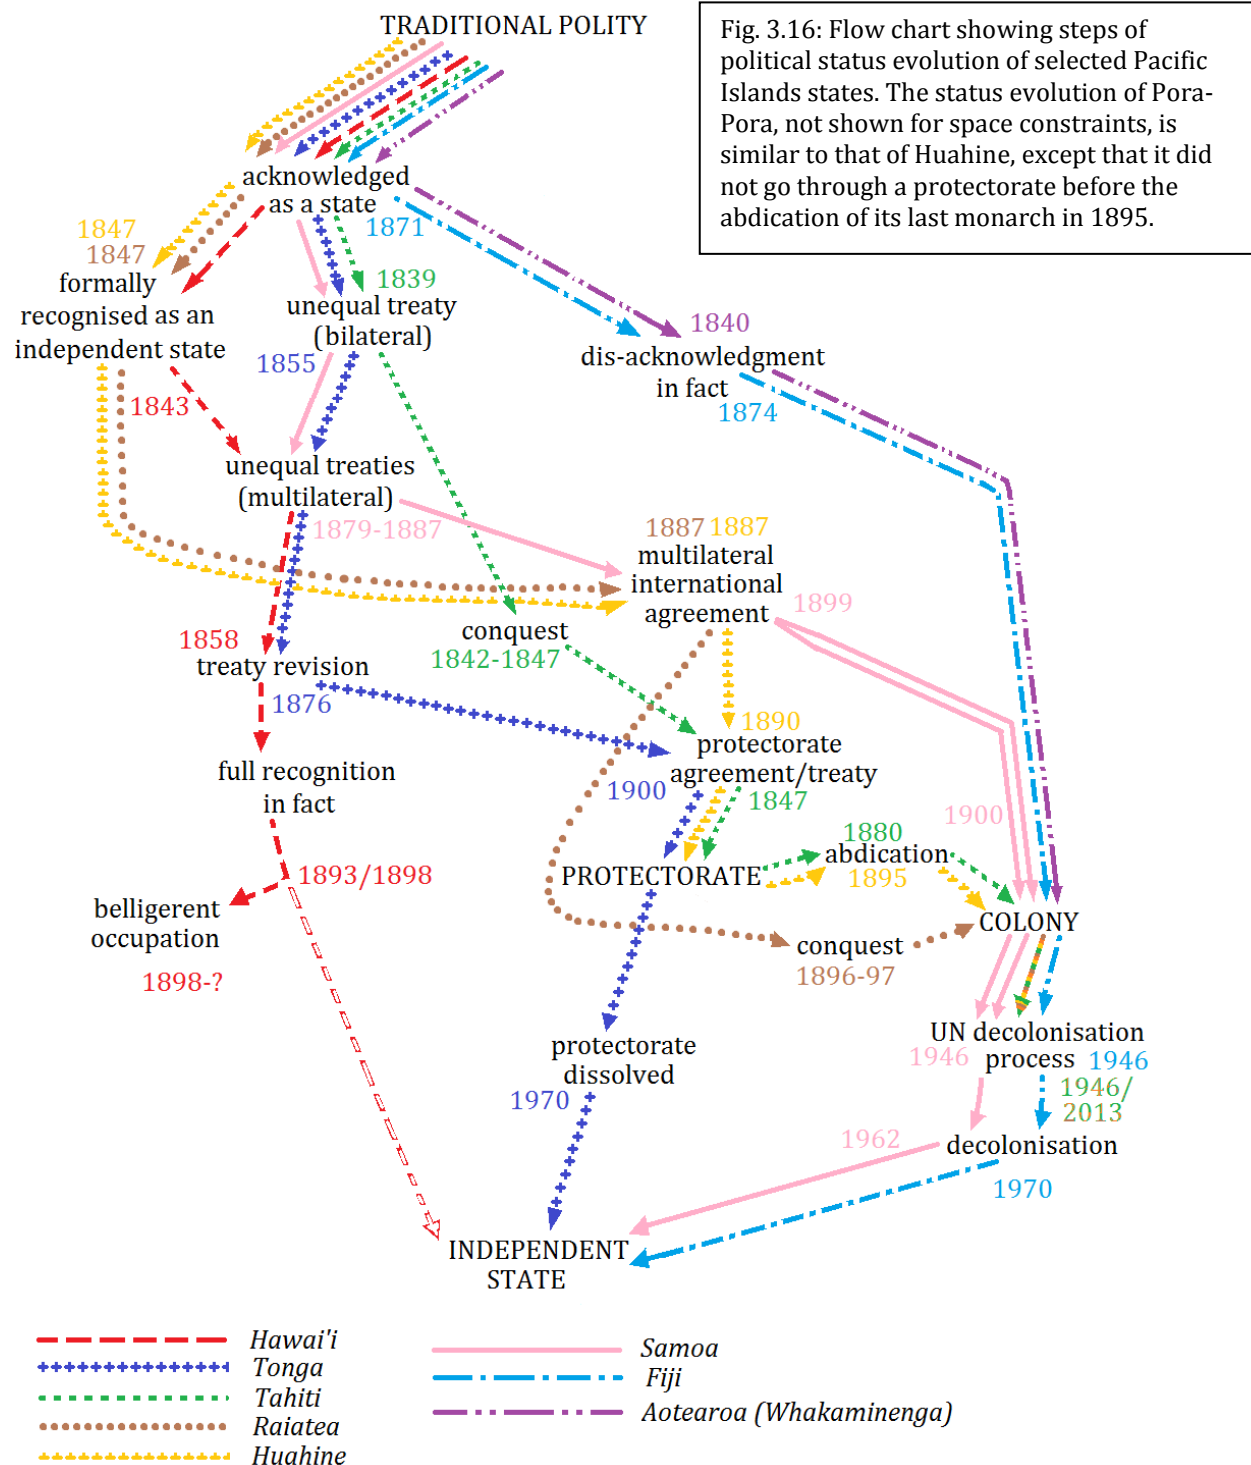 TRADITIONAL POLITY
Fig. 3.16: Flow chart showing steps of
political status evolution of selected Pacific
Islands states. The status evolution of Pora-
Pora, not shown for space constraints, is
similar to that of Huahine, except that it did
not go through a protectorate before the
abdication of its last monarch in 1895.
acknowledged
as a state
1871
1847
1847
formally
recognised as an
independent state
1839
unequal treaty
(bilateral)
1840
dis-acknowledgment
in fact
1874
1855
1843
unequal treaties
(multilateral)
1879-1887
1887 1887
multilateral
international
agreement
1899
conquest
1842-1847
1858
treaty revision
1876
1890
protectorate
agreement/treaty
1900
1847
full recognition
in fact
1900
1880
abdication
1895
PROTECTORATE
1893/1898
belligerent
occupation
1898-?
COLONY
conquest
1896-97
UN decolonisation
process
1946
1946
1946/
2013
protectorate
dissolved
1970
decolonisation
1962
1970
INDEPENDENT
STATE
Hawai'i
Tonga
Tahiti
Raiatea
Huahine
Samoa
Fiji
Aotearoa (Whakaminenga)